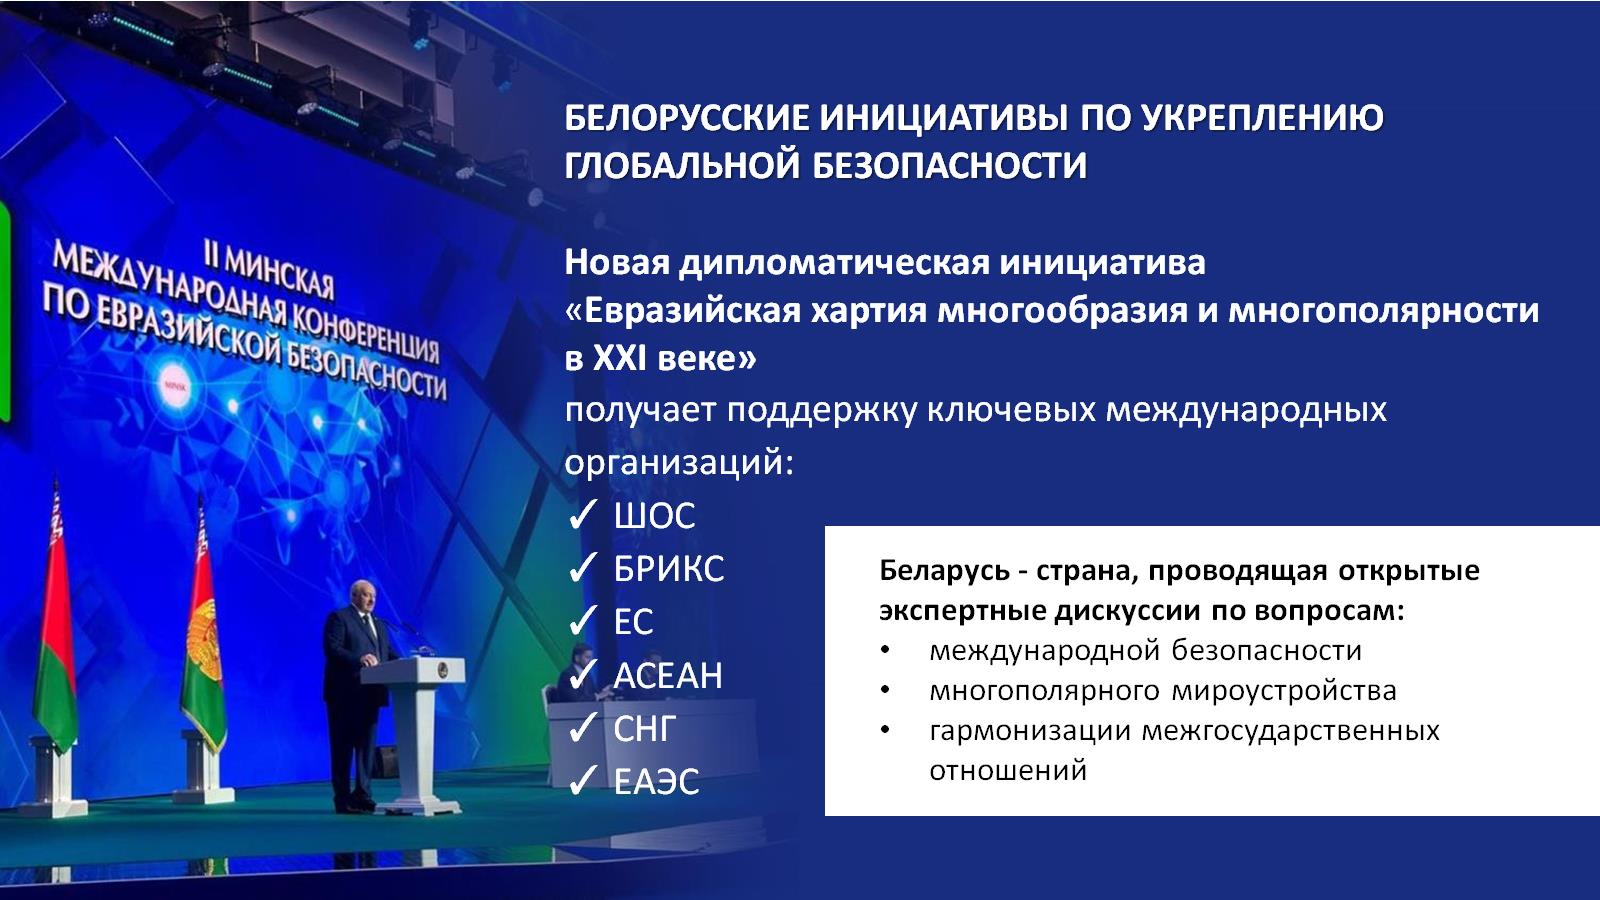 БЕЛОРУССКИЕ ИНИЦИАТИВЫ ПО УКРЕПЛЕНИЮ
ГЛОБАЛЬНОЙ БЕЗОПАСНОСТИ
II МИНСКАЯ
МЕЖДУНАРОДНАЯ КОНФЕРЕНЦИЯ
ПО ЕВРАЗИЙСКОЙ БЕЗОПАСНОСТИ
MINSK
Новая дипломатическая инициатива
«Евразийская хартия многообразия и многополярности
в XXI веке»
получает поддержку ключевых международных
организаций:
✓ ШОС
✓ БРИКС
✓ ЕС
✓ АСЕАН
✓ СНГ
✓ ЕАЭС
Беларусь - страна, проводящая открытые
экспертные дискуссии по вопросам:
• международной безопасности
• многополярного мироустройства
• гармонизации межгосударственных
отношений